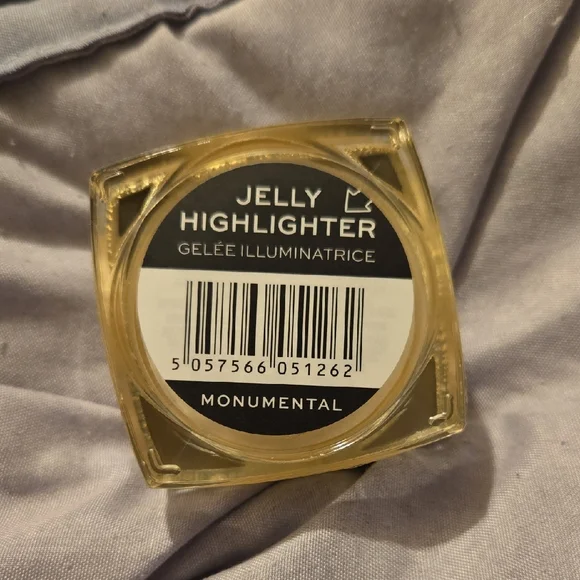 JELLY
HIGHLIGHTER
GELÉE ILLUMINATRICE
5 057566 051262
MONUMENTAL